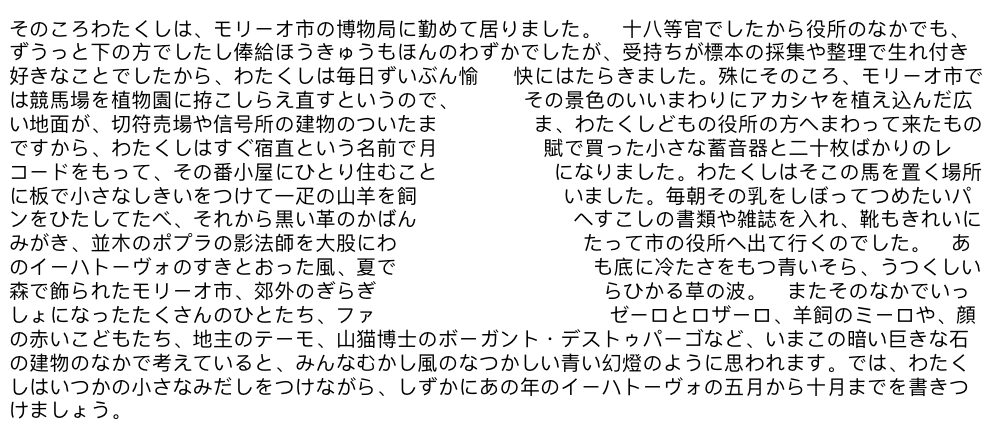 そのころわたくしは、モリーオ市の博物局に勤めて居りました。　十八等官でしたから役所のなかでも、
ずうっと下の方でしたし俸給ほうきゅうもほんのわずかでしたが、受持ちが標本の採集や整理で生れ付き
好きなことでしたから、わたくしは毎日ずいぶん愉　快にはたらきました。殊にそのころ、モリーオ市で
は競馬場を植物園に拵こしらえ直すというので、　その景色のいいまわりにアカシヤを植え込んだ広
い地面が、切符売場や信号所の建物のついたま　ま、わたくしどもの役所の方へまわって来たもの
ですから、わたくしはすぐ宿直という名前で月　賦で買った小さな蓄音器と二十枚ばかりのレ
コードをもって、その番小屋にひとり住むこと　になりました。わたくしはそこの馬を置く場所
に板で小さなしきいをつけて一疋の山羊を飼　いました。毎朝その乳をしぼってつめたいパ
ンをひたしてたべ、それから黒い革のかばん　へすこしの書類や雑誌を入れ、靴もきれいに
みがき、並木のポプラの影法師を大股にわ　たって市の役所へ出て行くのでした。　あ
のイーハトーヴォのすきとおった風、夏で　も底に冷たさをもつ青いそら、うつくしい
森で飾られたモリーオ市、郊外のぎらぎ　らひかる草の波。　またそのなかでいっ
しょになったたくさんのひとたち、ファ　ゼーロとロザーロ、羊飼のミーロや、顔
の赤いこどもたち、地主のテーモ、山猫博士のボーガント・デストゥパーゴなど、いまこの暗い巨きな石
の建物のなかで考えていると、みんなむかし風のなつかしい青い幻燈のように思われます。では、わたく
しはいつかの小さなみだしをつけながら、しずかにあの年のイーハトーヴォの五月から十月までを書きつ
けましょう。